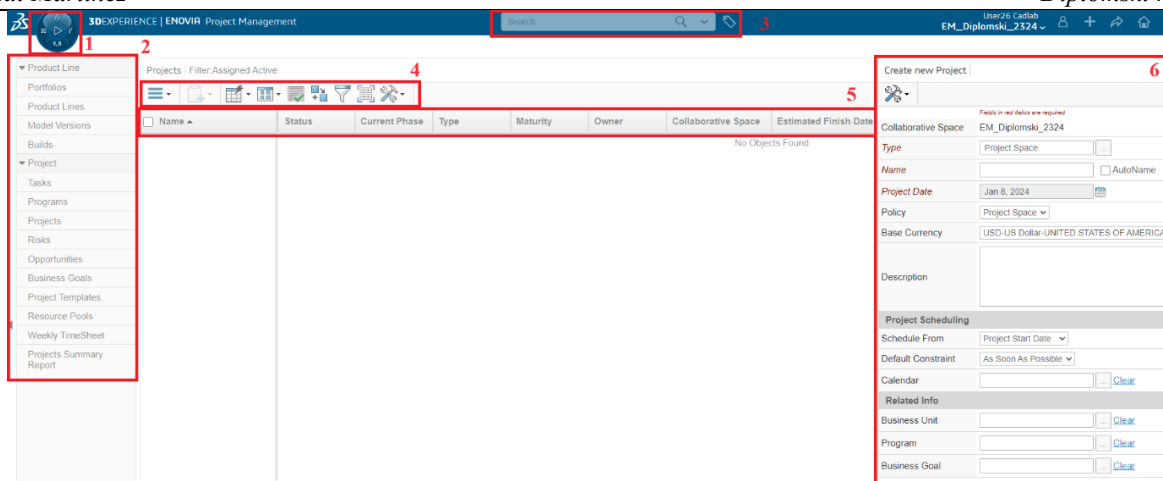 3DEXPERIENCE | ENOVIA Project Management
Search
3
User26 Cadlab
EM_Diplomski_2324
3D
V.R
1
2
Product Line
Portfolios
Product Lines
Model Versions
Builds
Project
Tasks
Programs
Projects
Risks
Opportunities
Business Goals
Project Templates
Resource Pools
Weekly TimeSheet
Projects Summary
Report
Projects | Filter:Assigned Active
4
5
Name Status Current Phase Type Maturity Owner Collaborative Space Estimated Finish Date
No Objects Found
Create new Project
6
Fields in red italics are required
Collaborative Space EM_Diplomski_2324
Type Project Space ...
Name AutoName
Project Date Jan 8, 2024
Policy Project Space
Base Currency USD-US Dollar-UNITED STATES OF AMERICA
Description
Project Scheduling
Schedule From Project Start Date
Default Constraint As Soon As Possible
Calendar ... Clear
Related Info
Business Unit ... Clear
Program ... Clear
Business Goal ... Clear